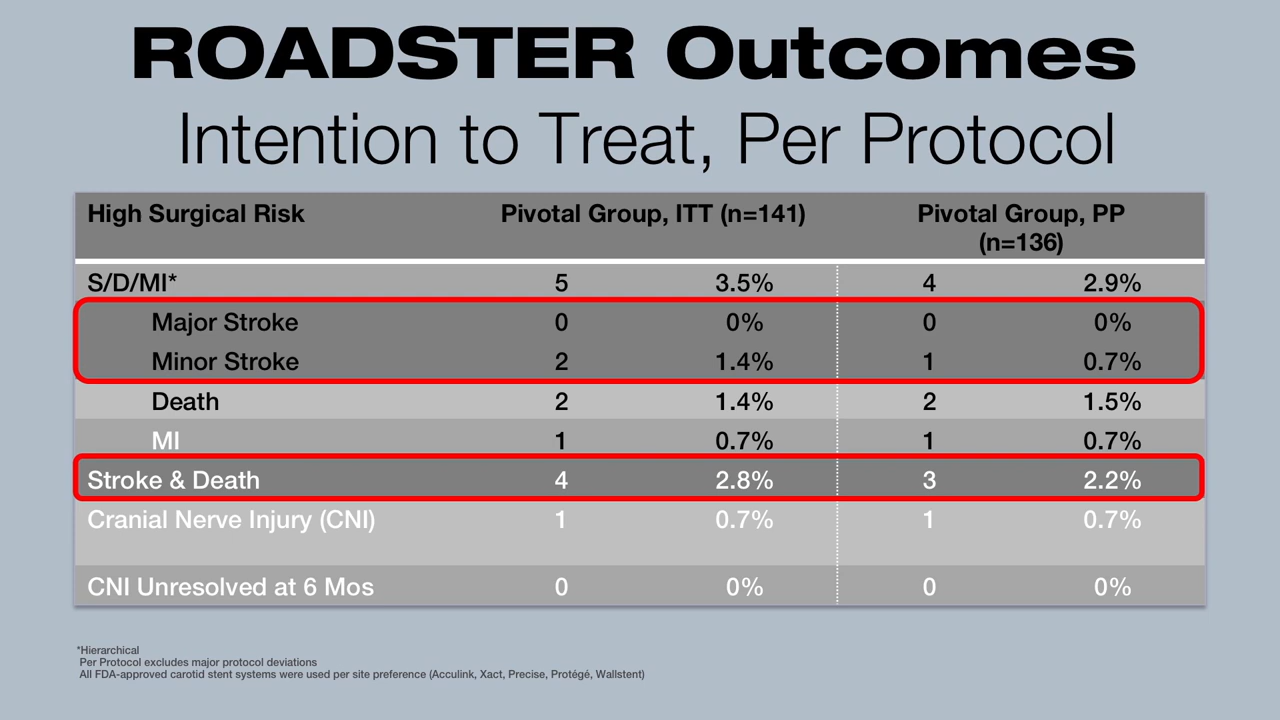 ROADSTER Outcomes
Intention to Treat, Per Protocol
High Surgical Risk Pivotal Group, ITT (n=141) Pivotal Group, PP (n=136)
S/D/MI* 5 3.5% 4 2.9%
Major Stroke 0 0% 0 0%
Minor Stroke 2 1.4% 1 0.7%
Death 2 1.4% 2 1.5%
MI 1 0.7% 1 0.7%
Stroke & Death 4 2.8% 3 2.2%
Cranial Nerve Injury (CNI) 1 0.7% 1 0.7%
CNI Unresolved at 6 Mos 0 0% 0 0%
*Hierarchical
Per Protocol excludes major protocol deviations
All FDA-approved carotid stent systems were used per site preference (Acculink, Xact, Precise, Protégé, Wallstent)